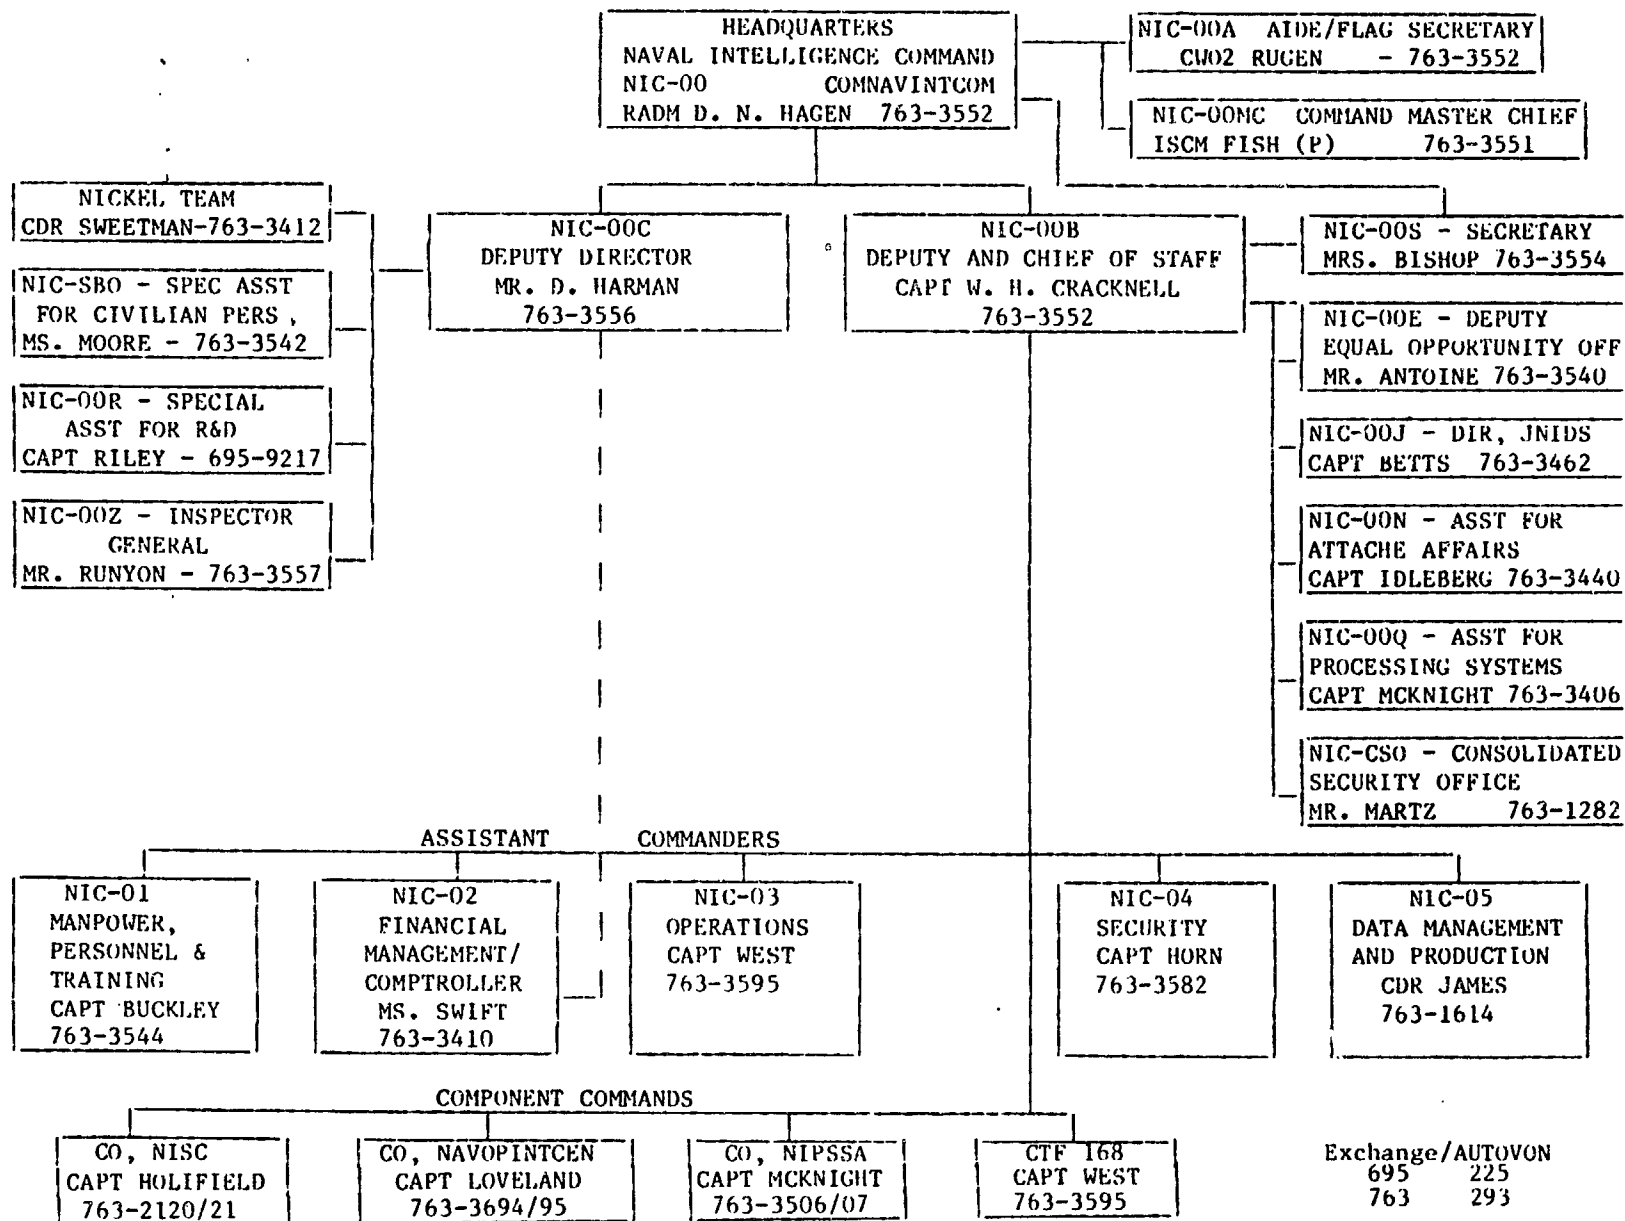 HEADQUARTERS
NAVAL INTELLIGENCE COMMAND
NIC-00 COMNAVINTCOM
RADM D. N. HAGEN 763-3552
NIC-00A AIDE/FLAG SECRETARY
CWO2 RUGEN - 763-3552
NIC-00MC COMMAND MASTER CHIEF
ISCM FISH (P) 763-3551
NICKEL TEAM
CDR SWEETMAN-763-3412
NIC-SBO - SPEC ASST
FOR CIVILIAN PERS ,
MS. MOORE - 763-3542
NIC-00R - SPECIAL
ASST FOR R&D
CAPT RILEY - 695-9217
NIC-00Z - INSPECTOR
GENERAL
MR. RUNYON - 763-3557
NIC-00C
DEPUTY DIRECTOR
MR. D. HARMAN
763-3556
NIC-00B
DEPUTY AND CHIEF OF STAFF
CAPT W. H. CRACKNELL
763-3552
NIC-00S - SECRETARY
MRS. BISHOP 763-3554
NIC-00E - DEPUTY
EQUAL OPPORTUNITY OFF
MR. ANTOINE 763-3540
NIC-00J - DIR, JNIDS
CAPT BETTS 763-3462
NIC-00N - ASST FOR
ATTACHE AFFAIRS
CAPT IDLEBERG 763-3440
NIC-00Q - ASST FOR
PROCESSING SYSTEMS
CAPT MCKNIGHT 763-3406
NIC-CSO - CONSOLIDATED
SECURITY OFFICE
MR. MARTZ 763-1282
ASSISTANT COMMANDERS
NIC-01
MANPOWER,
PERSONNEL &
TRAINING
CAPT BUCKLEY
763-3544
NIC-02
FINANCIAL
MANAGEMENT/
COMPTROLLER
MS. SWIFT
763-3410
NIC-03
OPERATIONS
CAPT WEST
763-3595
NIC-04
SECURITY
CAPT HORN
763-3582
NIC-05
DATA MANAGEMENT
AND PRODUCTION
CDR JAMES
763-1614
COMPONENT COMMANDS
CO, NISC
CAPT HOLIFIELD
763-2120/21
CO, NAVOPINTCEN
CAPT LOVELAND
763-3694/95
CO, NIPSSA
CAPT MCKNIGHT
763-3506/07
CTF 168
CAPT WEST
763-3595
Exchange/AUTOVON
695 225
763 293